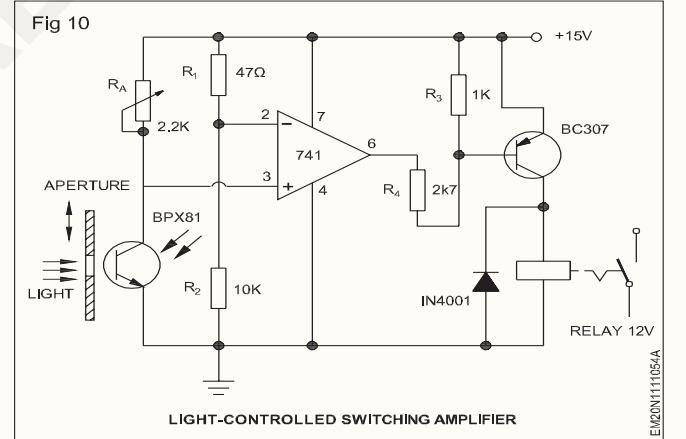 Fig 10
+15V
R1
47Ω
R3
1K
RA
2.2K
2
7
BC307
741
6
3
4
R4
2k7
APERTURE
BPX81
LIGHT
R2
10K
IN4001
RELAY 12V
LIGHT-CONTROLLED SWITCHING AMPLIFIER
EM20N1111054A